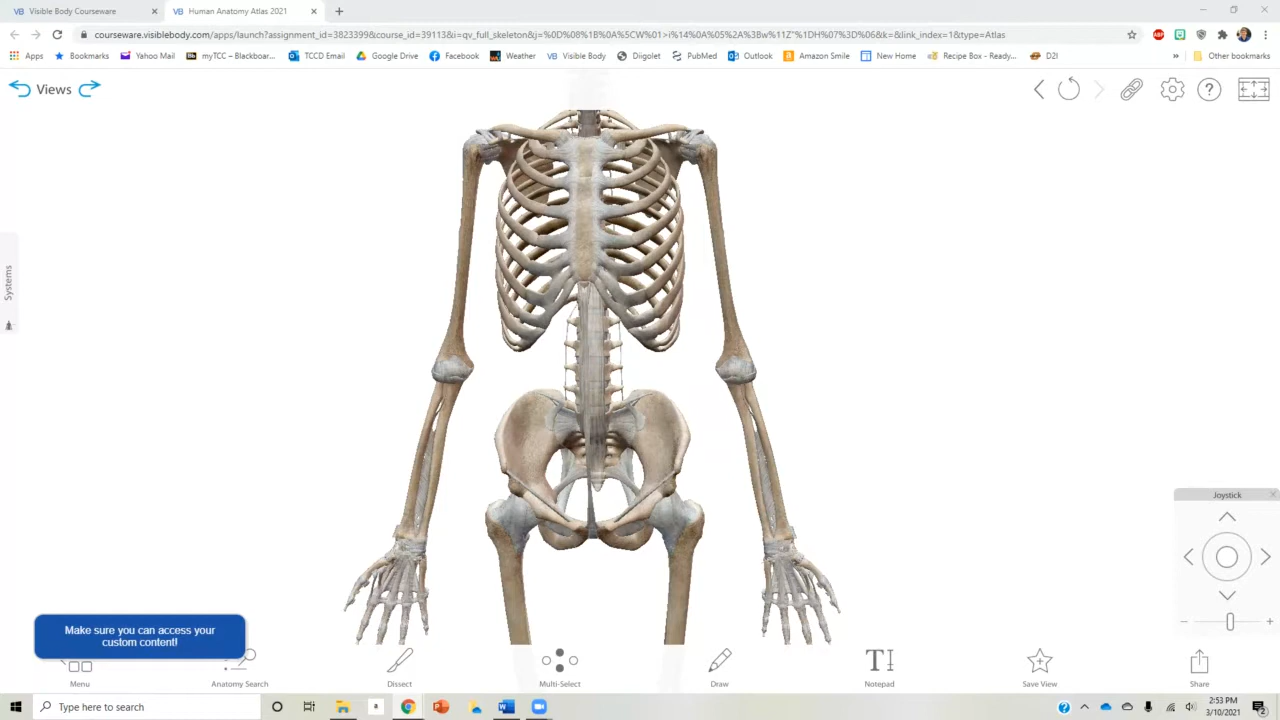 VB Visible Body Courseware
VB Human Anatomy Atlas 2021
courseware.visiblebody.com/apps/launch?assignment_id=3823399&course_id=39113&i=qv_full_skeleton&j=%0D%08%1B%0A%5CW%01>i%14%0A%05%2A%3Bw%11Z"%1DH%07%3D%06&k=&link_index=1&type=Atlas
Apps Bookmarks Yahoo Mail Bb myTCC – Blackboar... TCCD Email Google Drive Facebook Weather VB Visible Body Diigolet PubMed Outlook Amazon Smile New Home Recipe Box - Ready... D2l » Other bookmarks
Views
Systems
Joystick
Make sure you can access your
custom content!
Menu
Anatomy Search
Dissect
Multi-Select
Draw
Notepad
Save View
Share
Type here to search
2:53 PM
3/10/2021